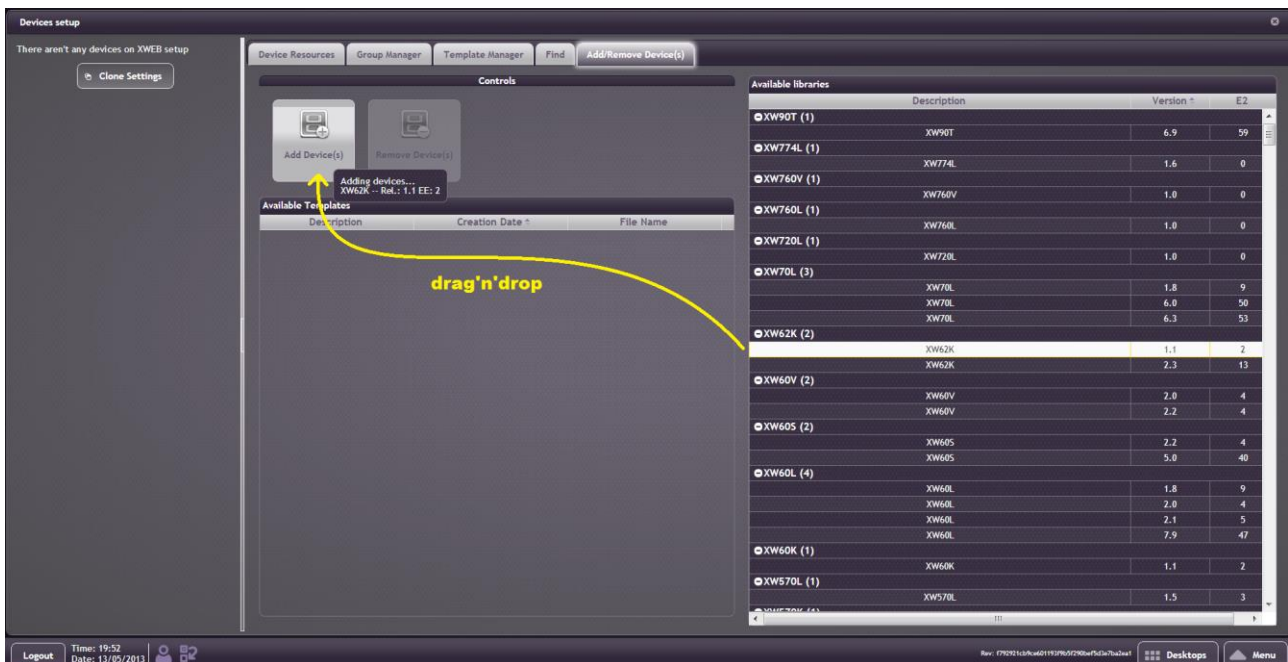 Devices setup
There aren't any devices on XWEB setup
Clone Settings
Device Resources
Group Manager
Template Manager
Find
Add/Remove Device(s)
Controls
Add Device(s)
Remove Device(s)
Adding devices...
XW62K -- Rel.: 1.1 EE: 2
Available Templates
Description Creation Date File Name
drag'n'drop
Available libraries
Description Version E2
XW90T (1)
XW90T 6.9 59
XW774L (1)
XW774L 1.6 0
XW760V (1)
XW760V 1.0 0
XW760L (1)
XW760L 1.0 0
XW720L (1)
XW720L 1.0 0
XW70L (3)
XW70L 1.8 9
XW70L 6.0 50
XW70L 6.3 53
XW62K (2)
XW62K 1.1 2
XW62K 2.3 13
XW60V (2)
XW60V 2.0 4
XW60V 2.2 4
XW60S (2)
XW60S 2.2 4
XW60S 5.0 40
XW60L (4)
XW60L 1.8 9
XW60L 2.0 4
XW60L 2.1 5
XW60L 7.9 47
XW60K (1)
XW60K 1.1 2
XW570L (1)
XW570L 1.5 3
Logout
Time: 19:52
Date: 13/05/2013
Rev:
Desktops
Menu